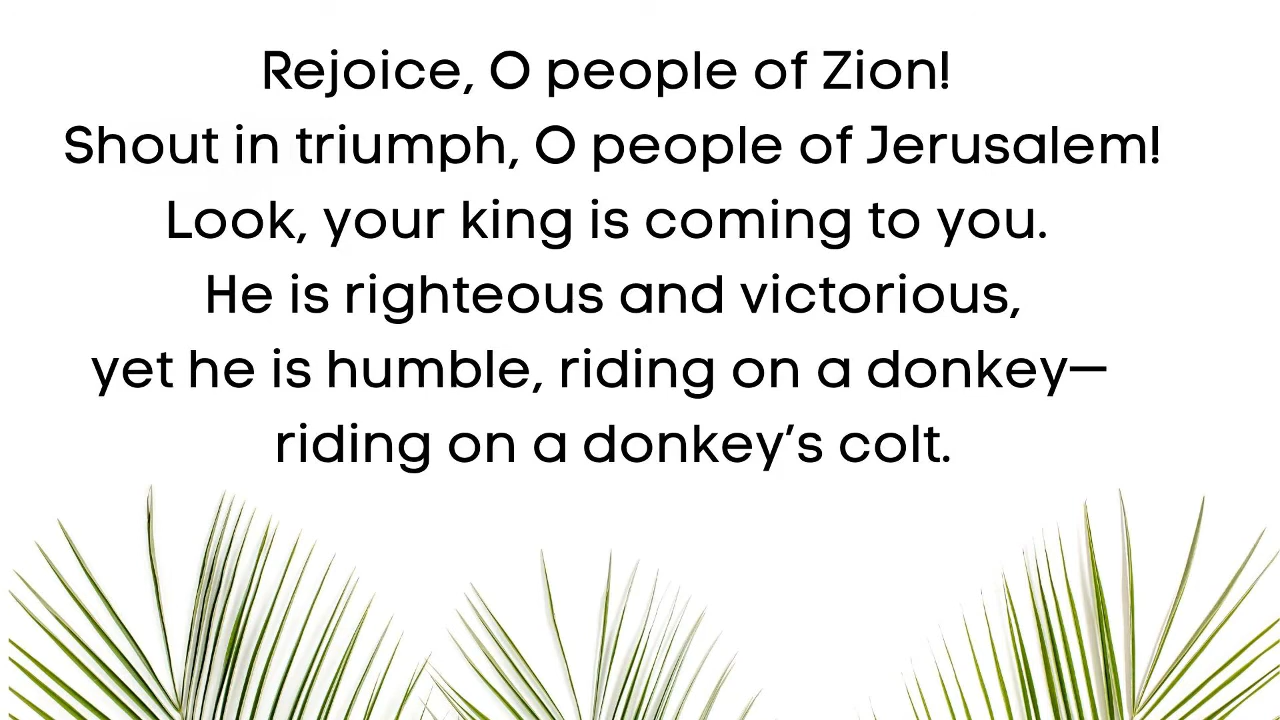 Rejoice, O people of Zion!
Shout in triumph, O people of Jerusalem!
Look, your king is coming to you.
He is righteous and victorious,
yet he is humble, riding on a donkey—
riding on a donkey’s colt.